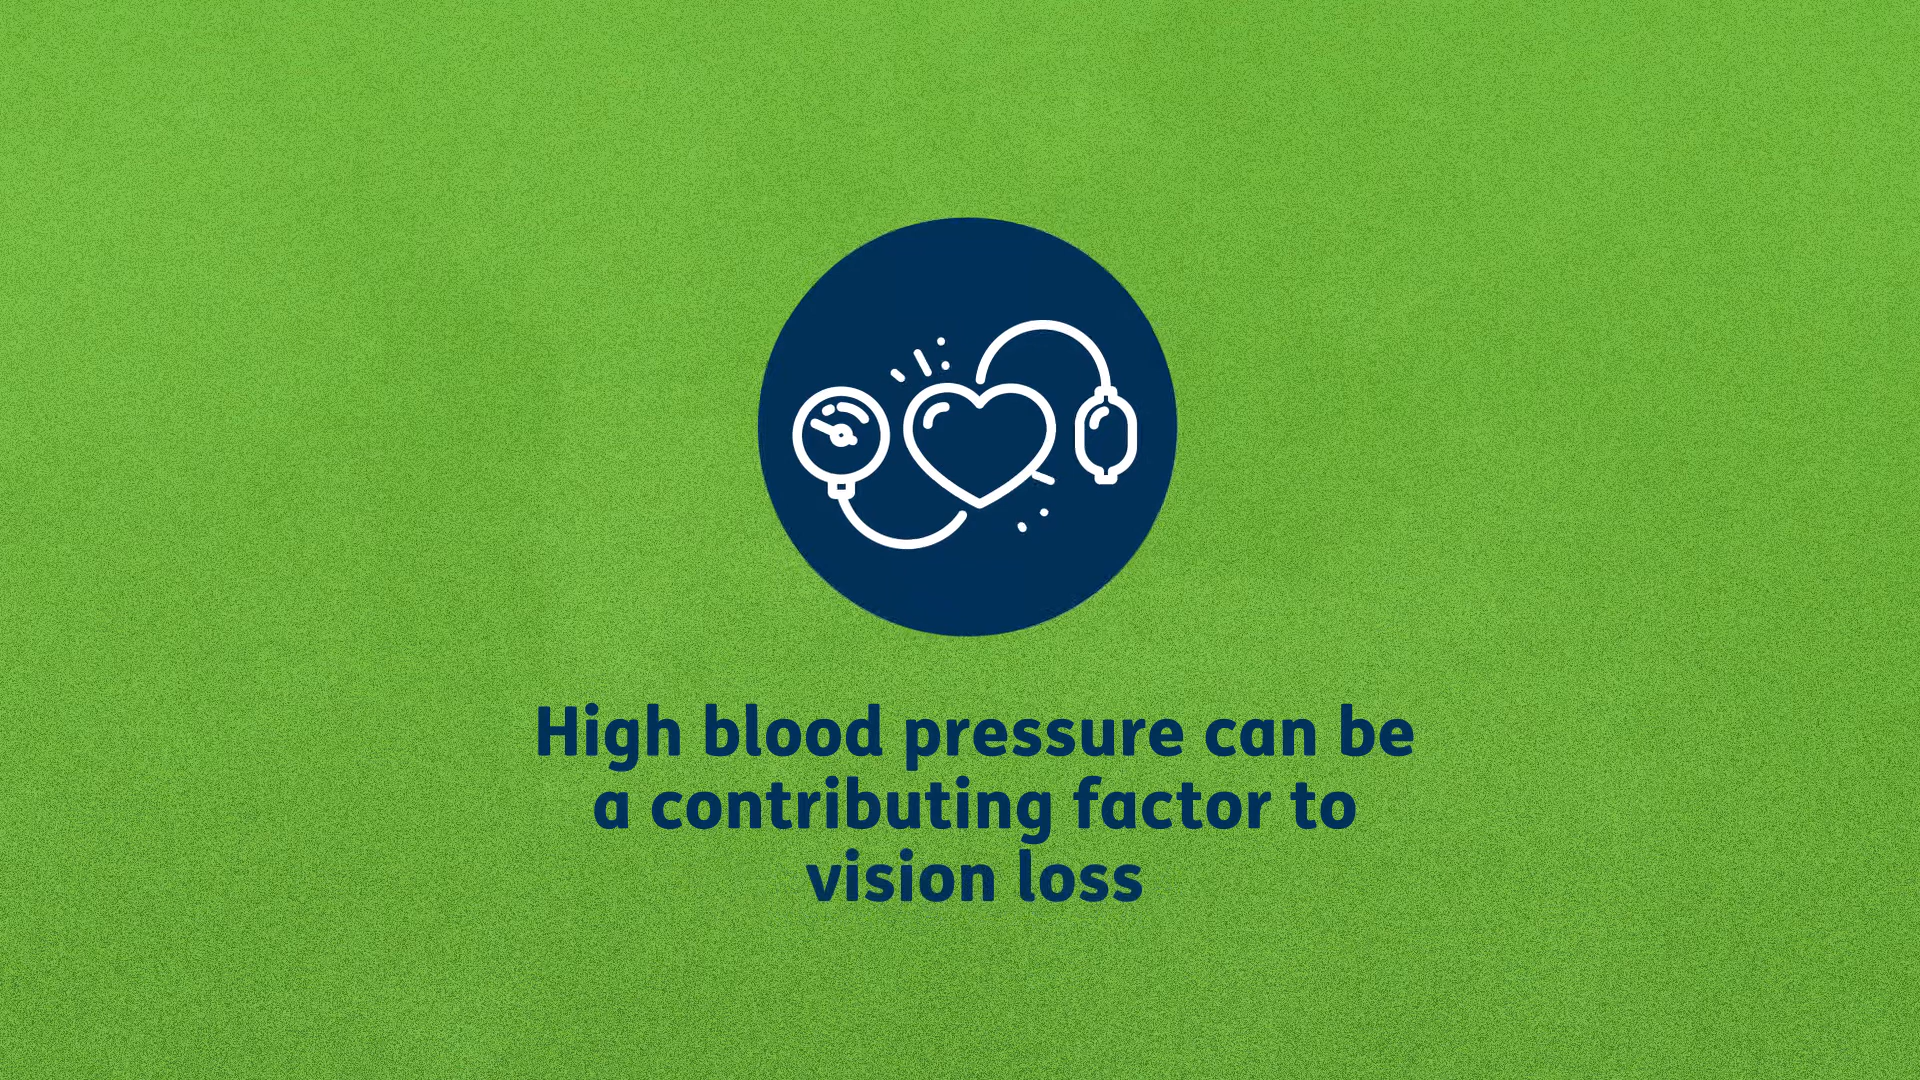 High blood pressure can be
a contributing factor to
vision loss